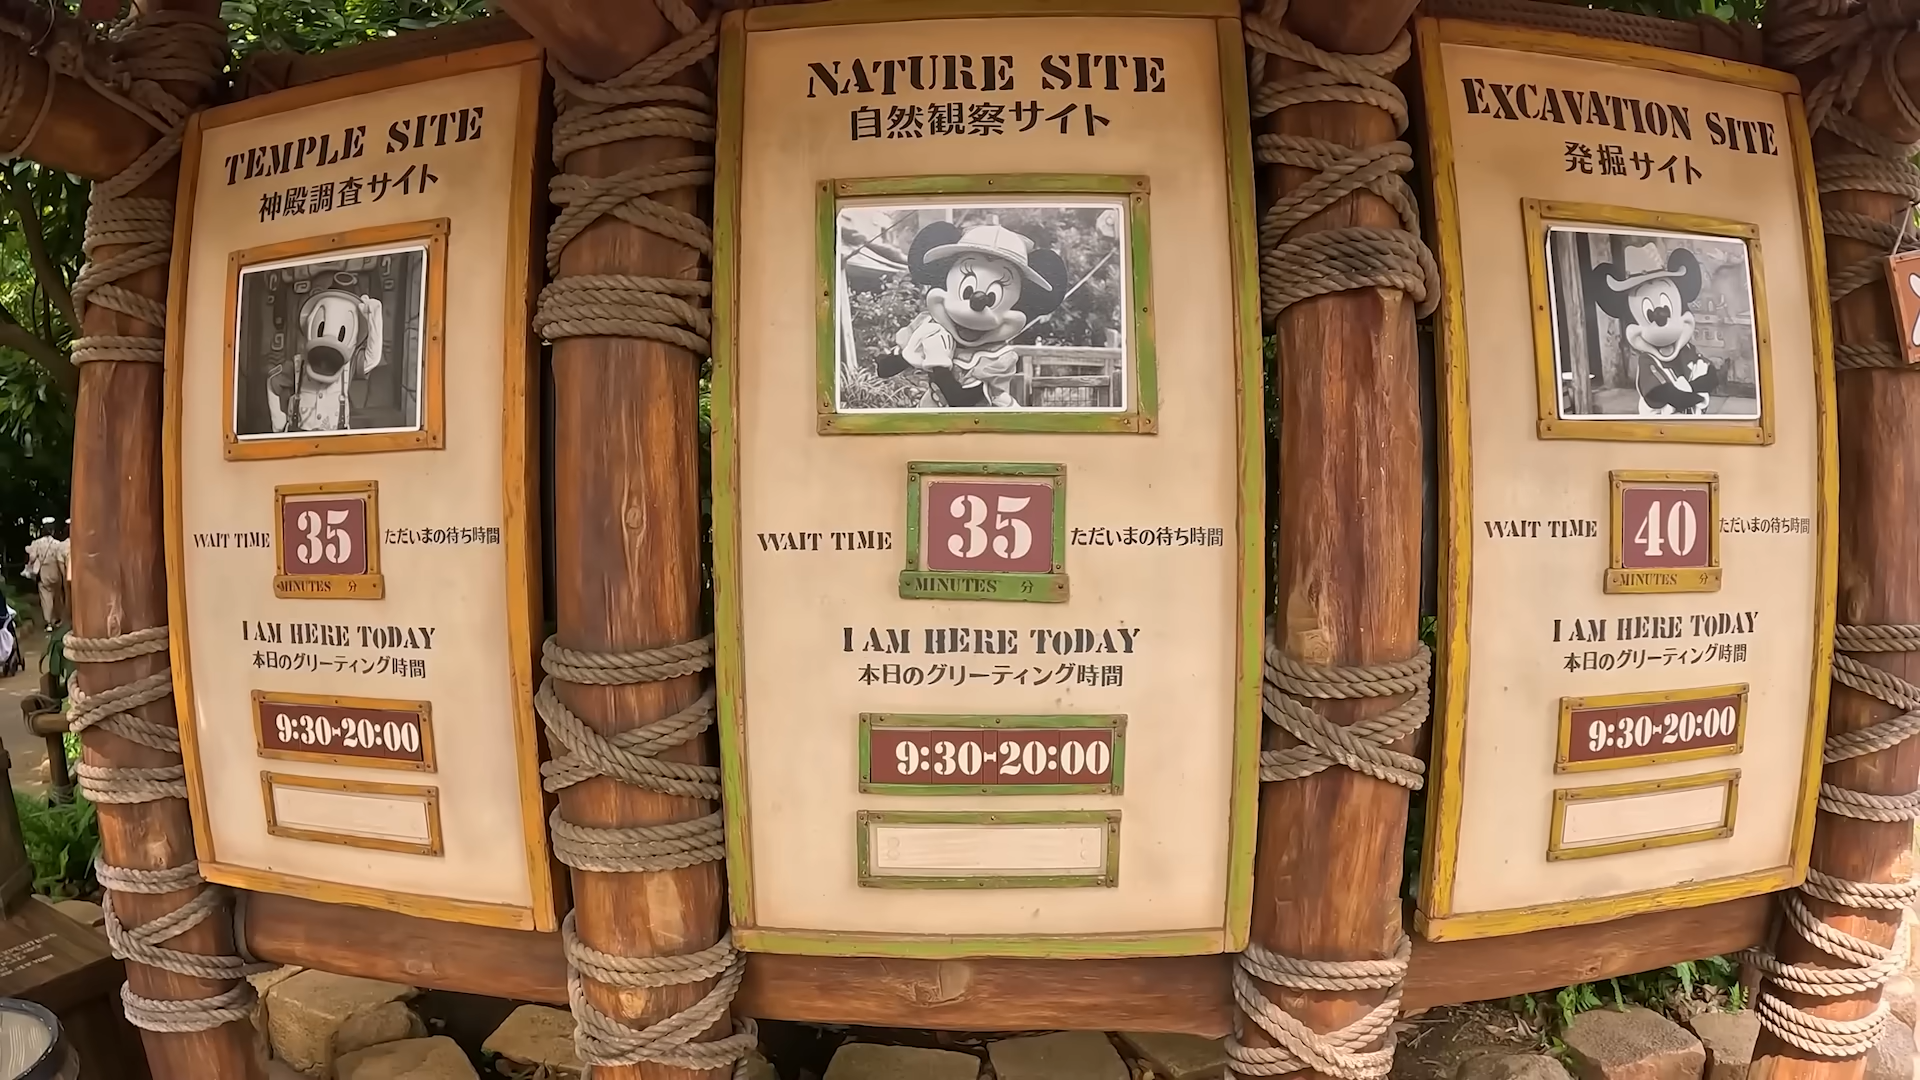 TEMPLE SITE
神殿調査サイト
WAIT TIME 35 ただいまの待ち時間
MINUTES 分
I AM HERE TODAY
本日のグリーティング時間
9:30-20:00
NATURE SITE
自然観察サイト
WAIT TIME 35 ただいまの待ち時間
MINUTES 分
I AM HERE TODAY
本日のグリーティング時間
9:30-20:00
EXCAVATION SITE
発掘サイト
WAIT TIME 40 ただいまの待ち時間
MINUTES 分
I AM HERE TODAY
本日のグリーティング時間
9:30-20:00